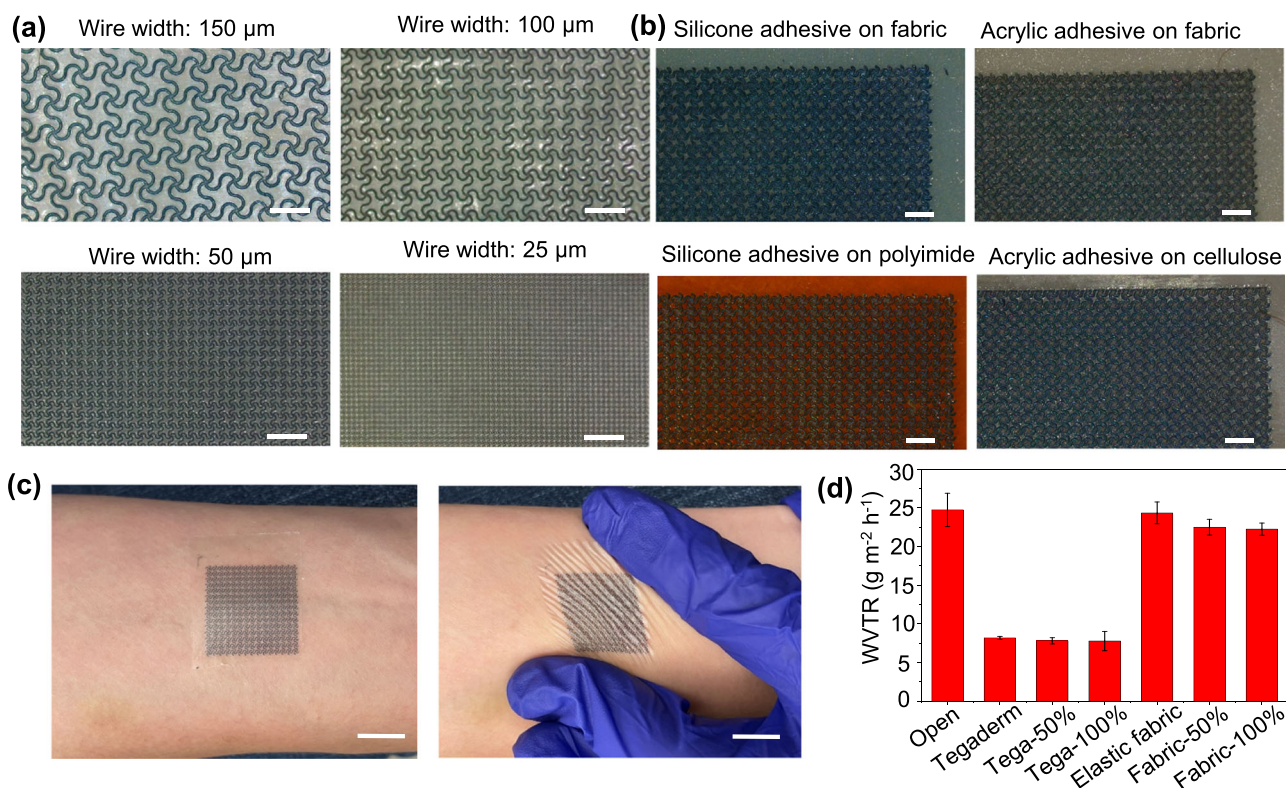 (a)
Wire width: 150 µm
Wire width: 100 µm
Wire width: 50 µm
Wire width: 25 µm
(b)
Silicone adhesive on fabric
Acrylic adhesive on fabric
Silicone adhesive on polyimide
Acrylic adhesive on cellulose
(c)
(d)
WVTR (g m⁻² h⁻¹)
30
25
20
15
10
5
0
Open
Tegaderm
Tega-50%
Tega-100%
Elastic fabric
Fabric-50%
Fabric-100%